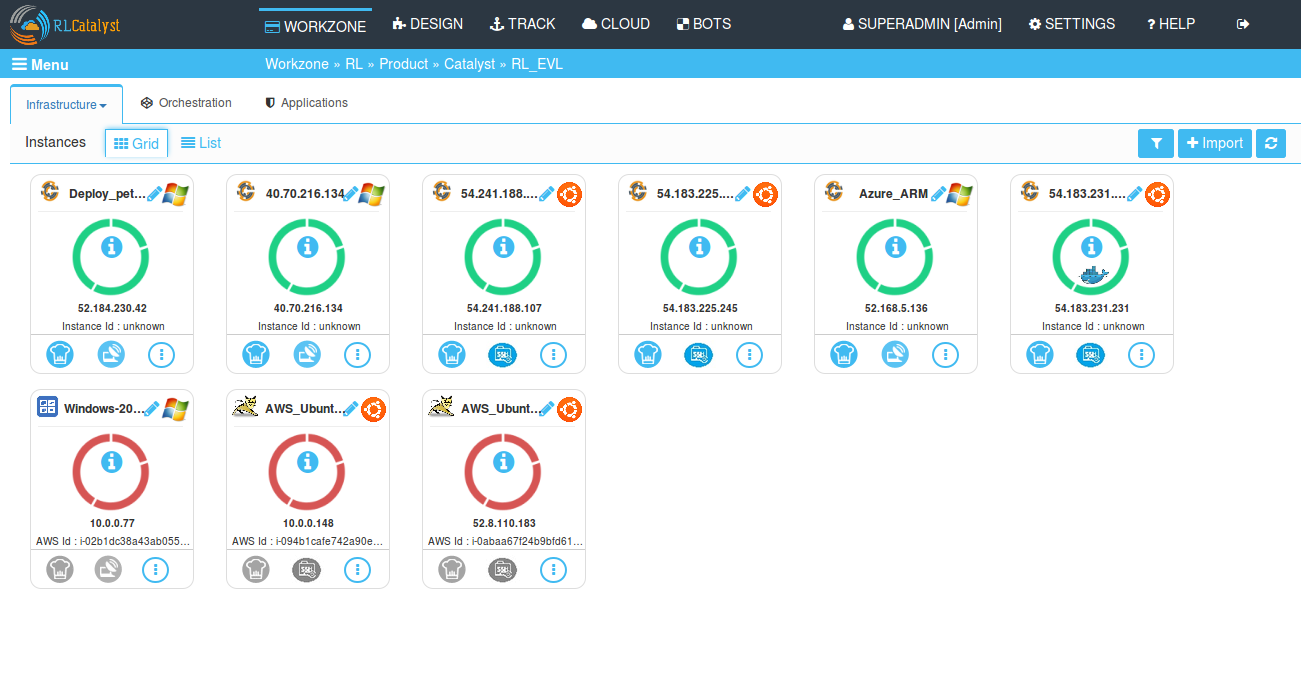 RLCatalyst WORKZONE DESIGN TRACK CLOUD BOTS SUPERADMIN [Admin] SETTINGS ? HELP
Menu Workzone » RL » Product » Catalyst » RL_EVL
Infrastructure Orchestration Applications
Instances Grid List + Import
Deploy_pet... 40.70.216.134 54.241.188.... 54.183.225.... Azure_ARM 54.183.231....
52.184.230.42 40.70.216.134 54.241.188.107 54.183.225.245 52.168.5.136 54.183.231.231
Instance Id : unknown Instance Id : unknown Instance Id : unknown Instance Id : unknown Instance Id : unknown Instance Id : unknown
SSH SSH SSH
Windows-20... AWS_Ubunt... AWS_Ubunt...
10.0.0.77 10.0.0.148 52.8.110.183
AWS Id : i-02b1dc38a43ab055... AWS Id : i-094b1cafe742a90e... AWS Id : i-0abaa67f24b9bfd61...
SSH SSH